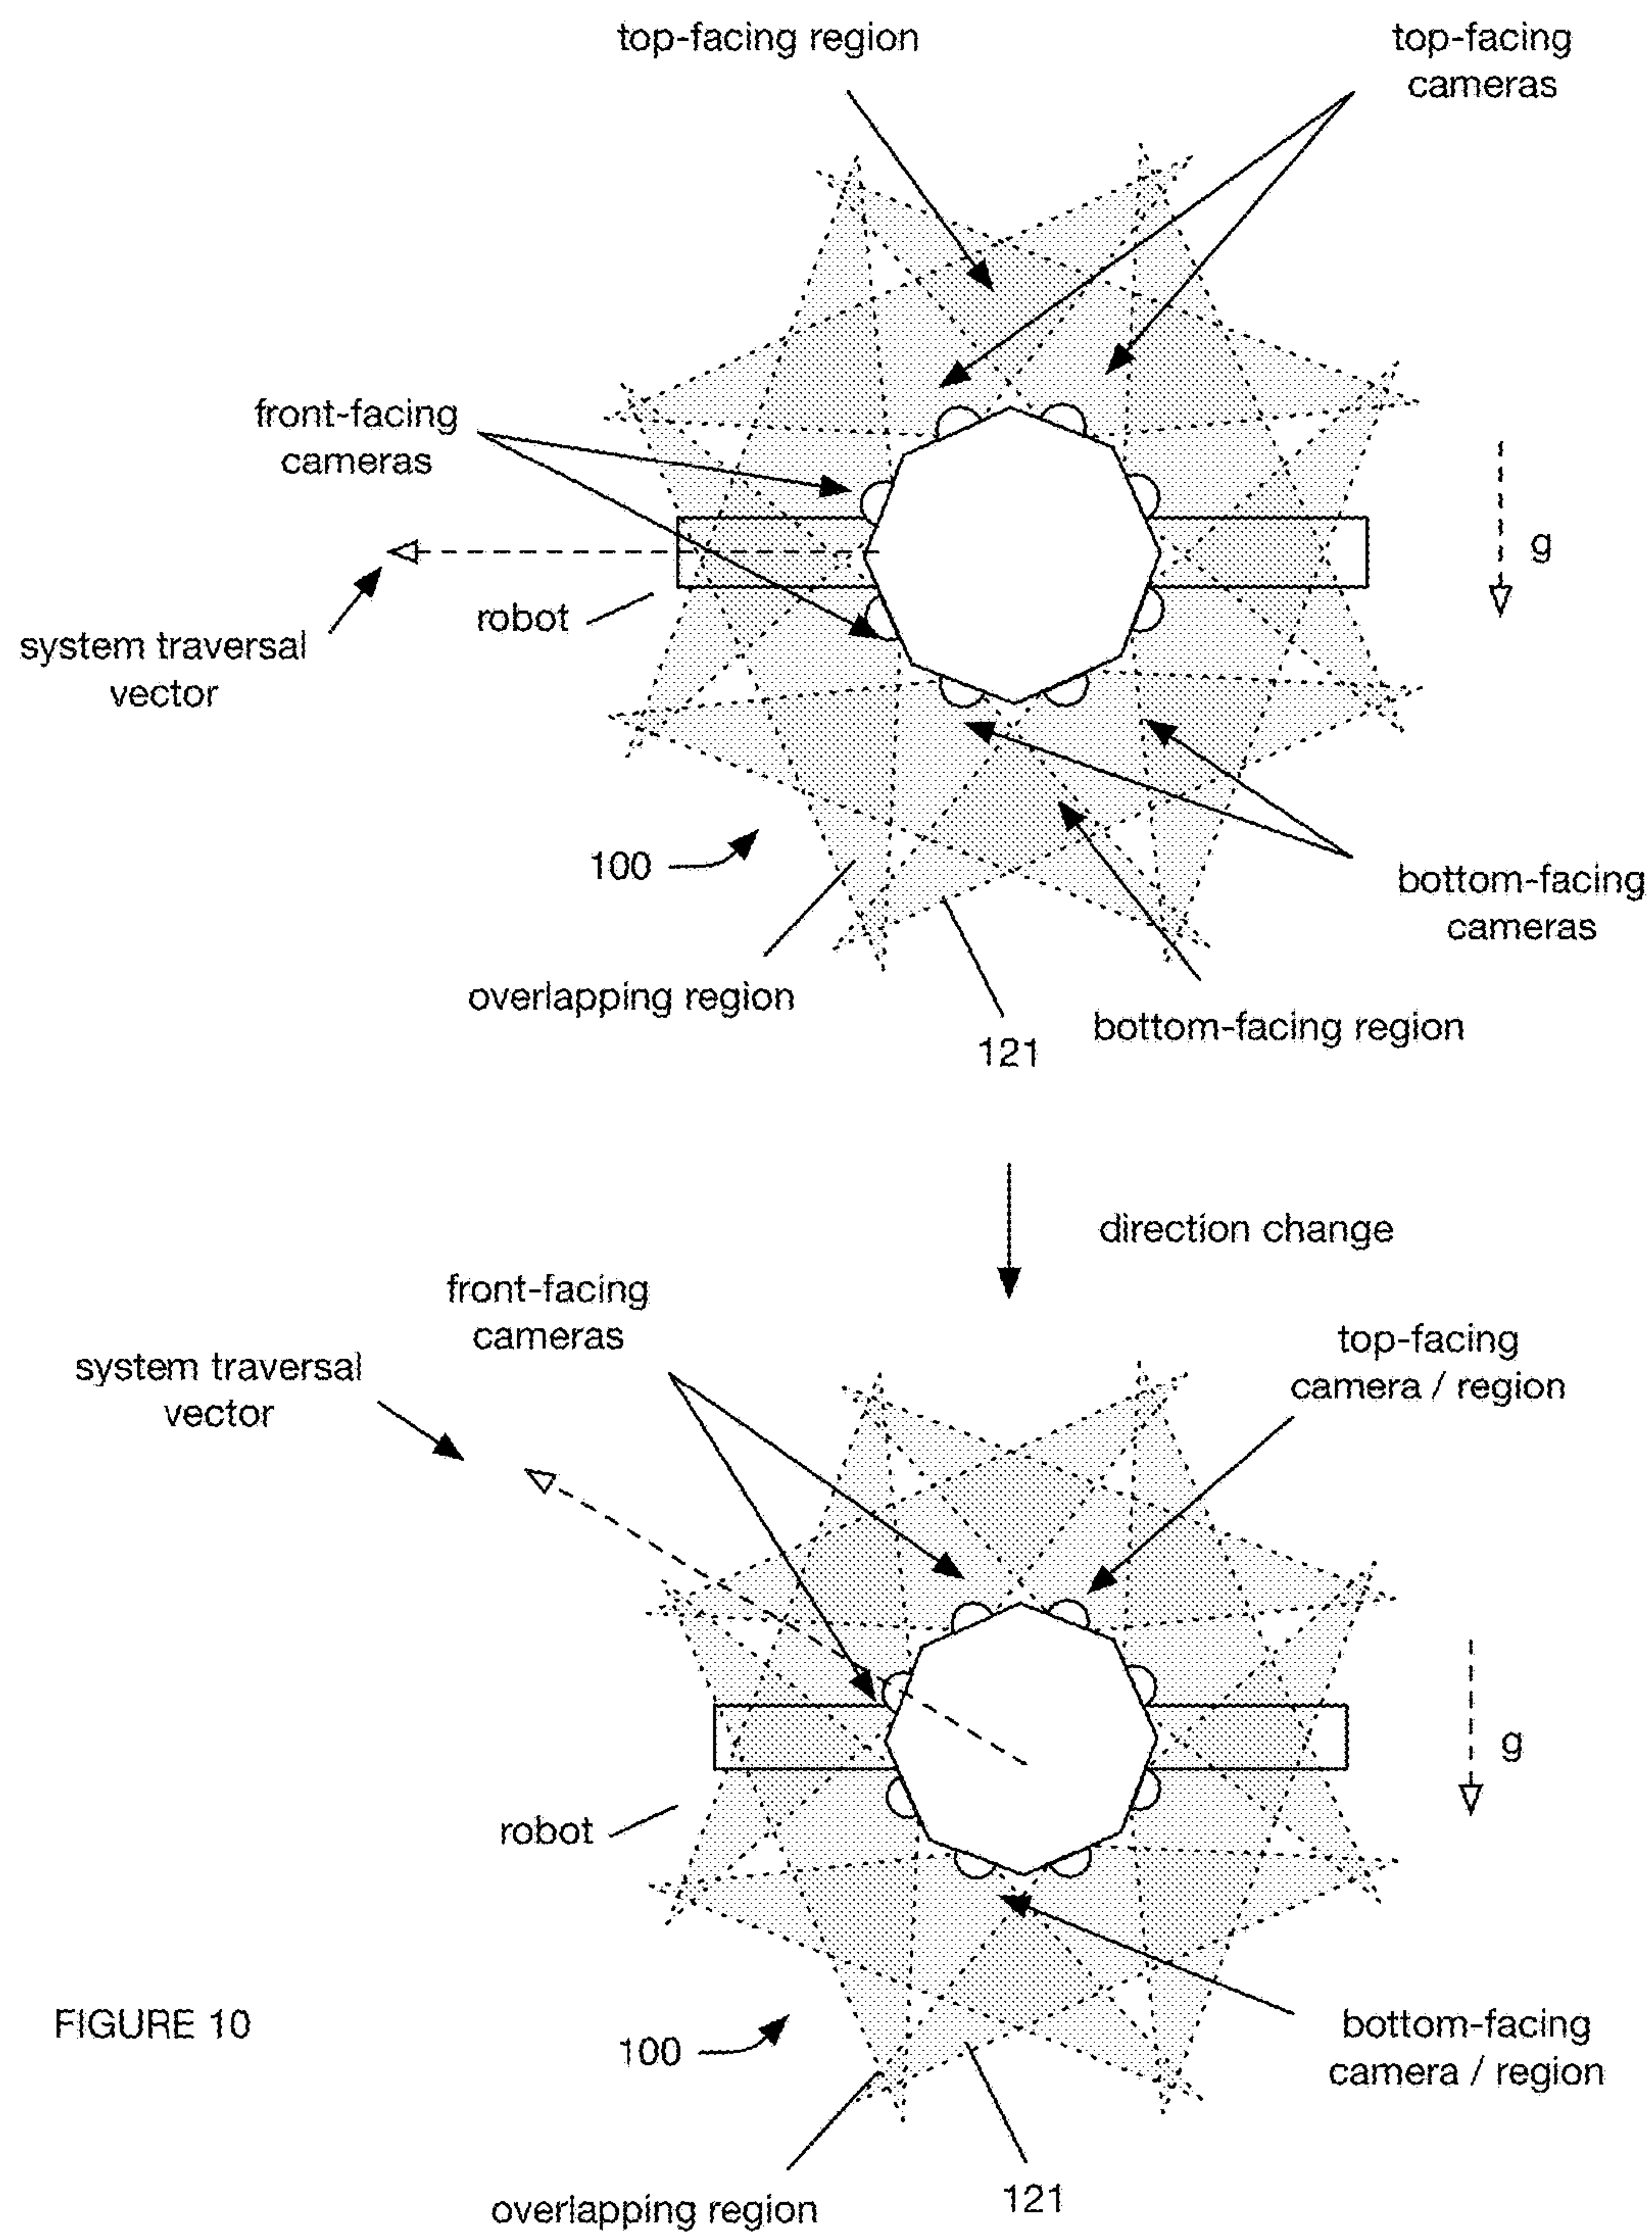 top-facing region
top-facing
cameras
front-facing
cameras
g
robot
system traversal
vector
100
bottom-facing
cameras
overlapping region
bottom-facing region
121
direction change
front-facing
cameras
top-facing
camera / region
system traversal
vector
g
robot
FIGURE 10
100
bottom-facing
camera / region
121
overlapping region